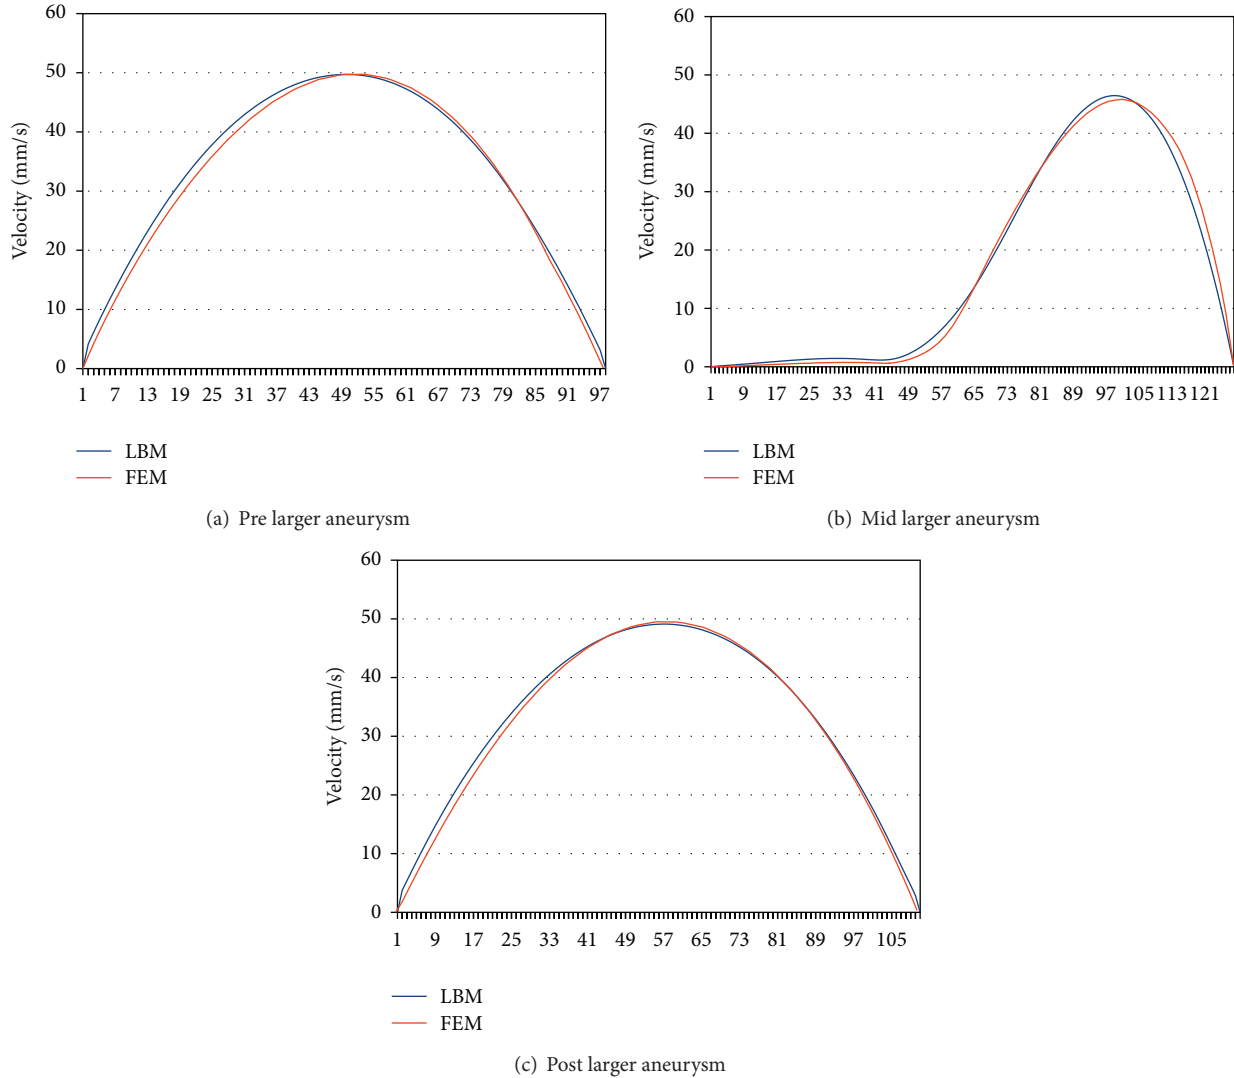 60
50
40
30
20
10
0
Velocity (mm/s)
1 7 13 19 25 31 37 43 49 55 61 67 73 79 85 91 97
LBM
FEM
(a) Pre larger aneurysm
60
50
40
30
20
10
0
Velocity (mm/s)
1 9 17 25 33 41 49 57 65 73 81 89 97 105 113 121
LBM
FEM
(b) Mid larger aneurysm
60
50
40
30
20
10
0
Velocity (mm/s)
1 9 17 25 33 41 49 57 65 73 81 89 97 105
LBM
FEM
(c) Post larger aneurysm